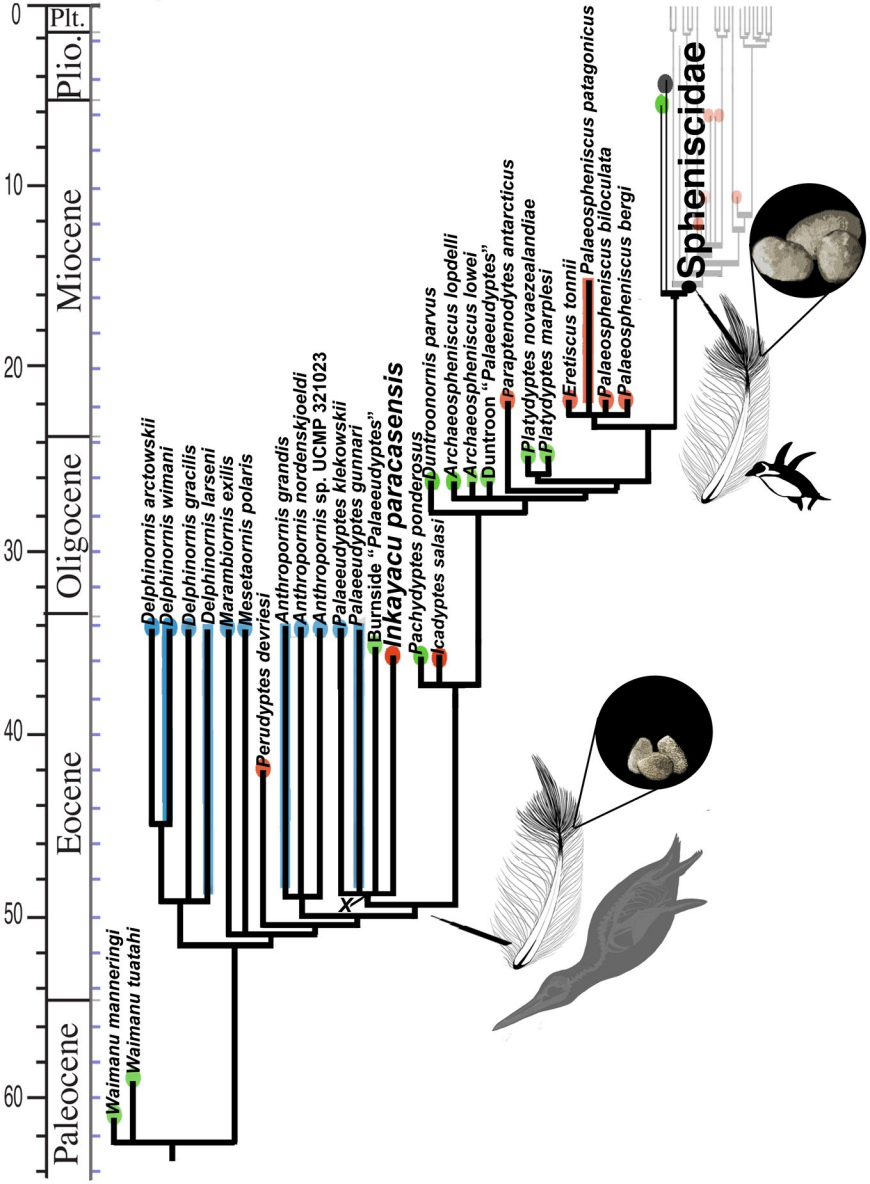 0
10
20
30
40
50
60
Plt.
Plio.
Miocene
Oligocene
Eocene
Paleocene
Waimanu manneringi
Waimanu tuatahi
Delphinornis arctowskii
Delphinornis wimani
Delphinornis gracilis
Delphinornis larseni
Marambiornis exilis
Mesetaornis polaris
Perudyptes devriesi
Anthropornis grandis
Anthropornis nordenskjoeldi
Anthropornis sp. UCMP 321023
Palaeeudyptes klekowskii
Palaeeudyptes gunnari
Burnside "Palaeeudyptes"
Inkayacu paracasensis
Pachydyptes ponderosus
Icadyptes salasi
Duntroonornis parvus
Archaeospheniscus lopdelli
Archaeospheniscus lowei
Duntroon "Palaeeudyptes"
Paraptenodytes antarcticus
Platydyptes novaezealandiae
Platydyptes marplesi
Eretiscus tonnii
Palaeospheniscus patagonicus
Palaeospheniscus biloculata
Palaeospheniscus bergi
Spheniscidae
X